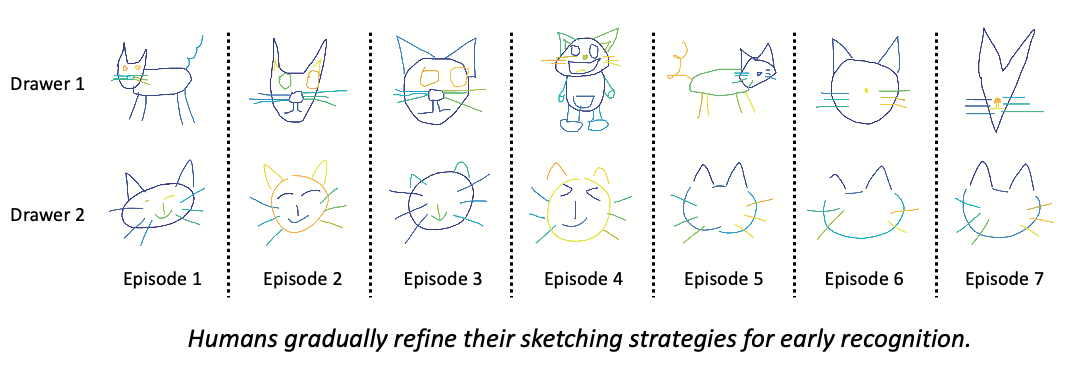 Drawer 1
Drawer 2
Episode 1 Episode 2 Episode 3 Episode 4 Episode 5 Episode 6 Episode 7
Humans gradually refine their sketching strategies for early recognition.